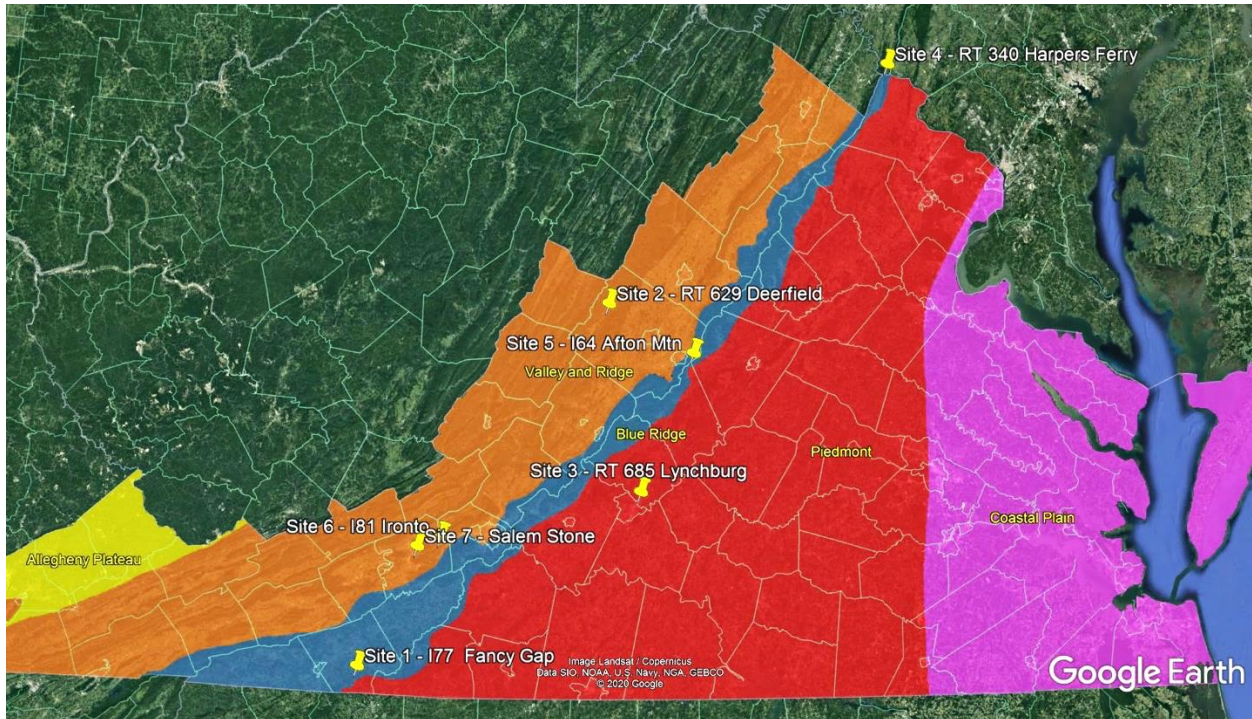 Site 4 - RT 340 Harpers Ferry
Site 2 - RT 629 Deerfield
Site 5 - I64 Afton Mtn
Valley and Ridge
Blue Ridge
Piedmont
Site 3 - RT 685 Lynchburg
Coastal Plain
Site 6 - I81 Ironto
Site 7 - Salem Stone
Allegheny Plateau
Site 1 - I77 Fancy Gap
Image Landsat / Copernicus
Data SIO, NOAA, U.S. Navy, NGA, GEBCO
© 2020 Google
Google Earth